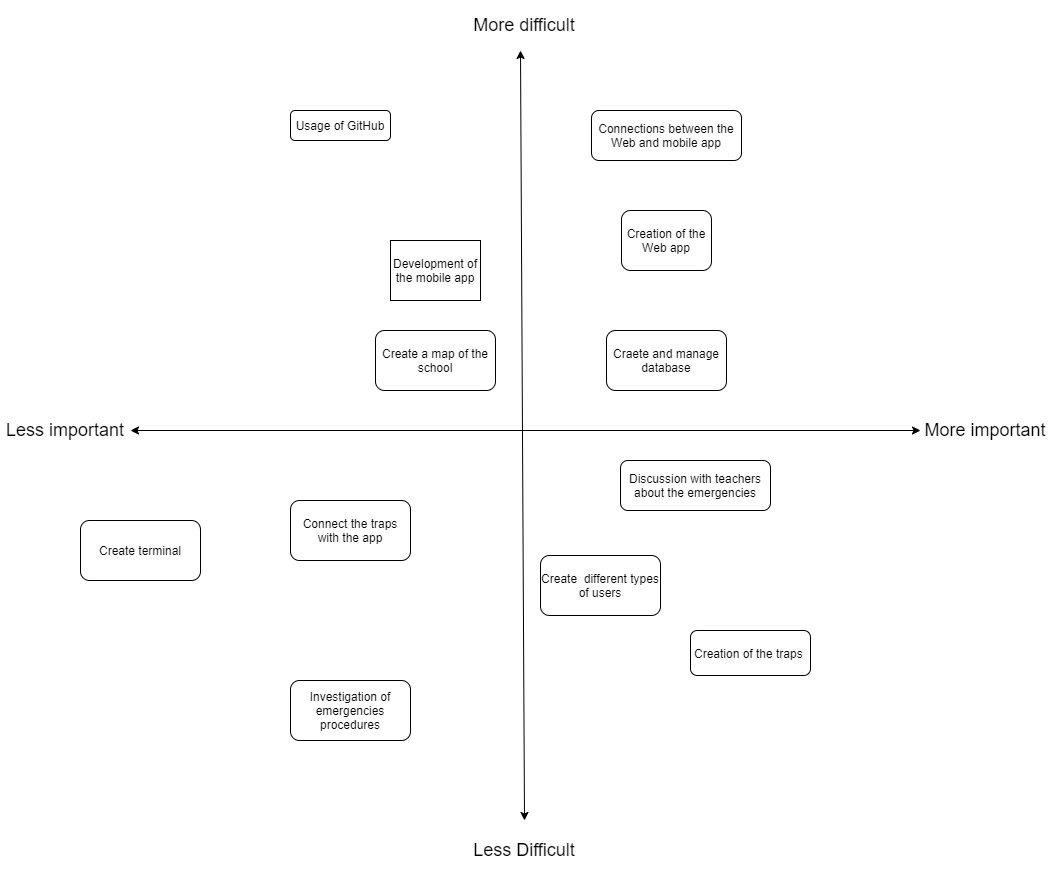 More difficult
Usage of GitHub
Connections between the
Web and mobile app
Creation of the
Web app
Development of
the mobile app
Create a map of the
school
Craete and manage
database
Less important
More important
Discussion with teachers
about the emergencies
Connect the traps
with the app
Create terminal
Create  different types
of users
Creation of the traps
Investigation of
emergencies
procedures
Less Difficult